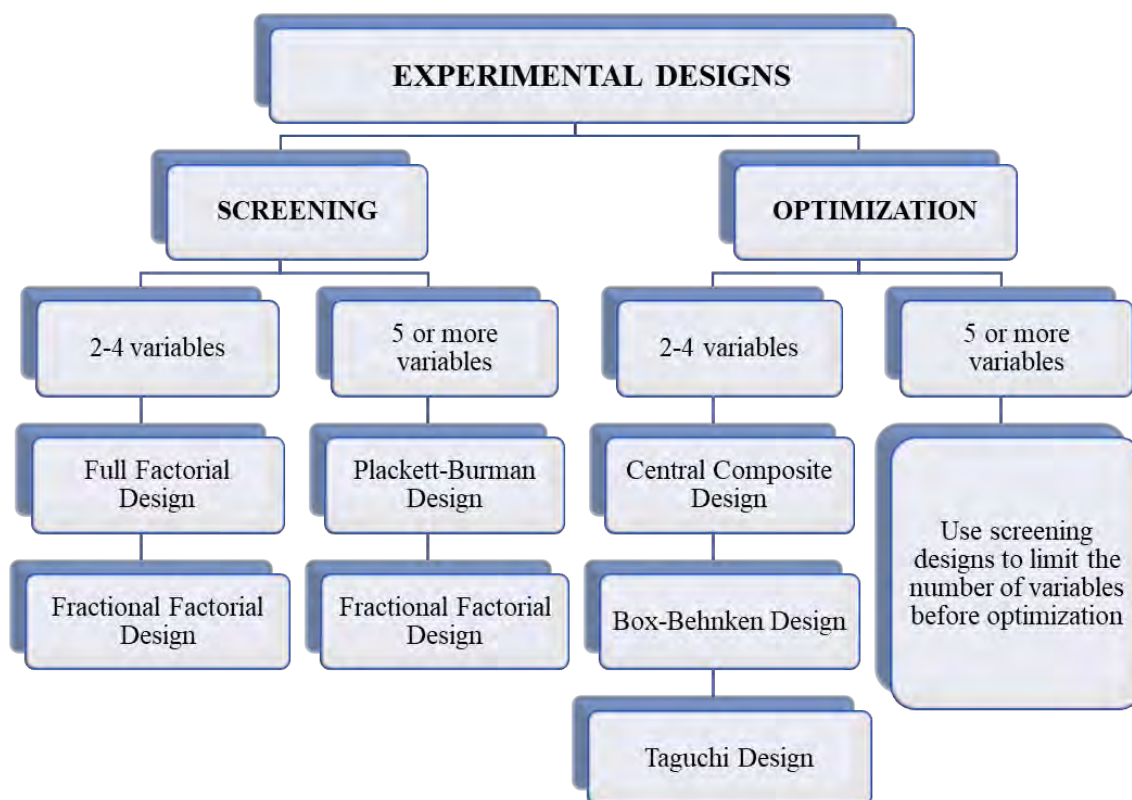 EXPERIMENTAL DESIGNS
SCREENING
OPTIMIZATION
2-4 variables
5 or more
variables
2-4 variables
5 or more
variables
Full Factorial
Design
Plackett-Burman
Design
Central Composite
Design
Use screening
designs to limit the
number of variables
before optimization
Fractional Factorial
Design
Fractional Factorial
Design
Box-Behnken Design
Taguchi Design